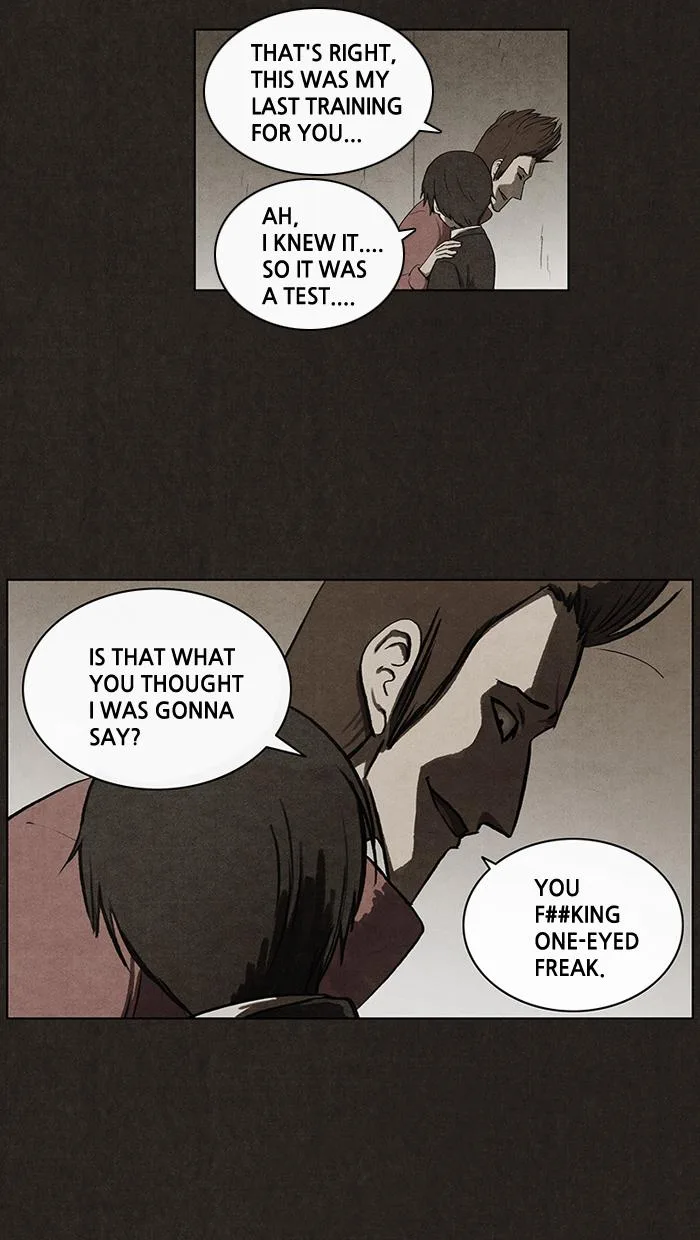 THAT'S RIGHT,
THIS WAS MY
LAST TRAINING
FOR YOU...
AH,
I KNEW IT....
SO IT WAS
A TEST....
IS THAT WHAT
YOU THOUGHT
I WAS GONNA
SAY?
YOU
F##KING
ONE-EYED
FREAK.